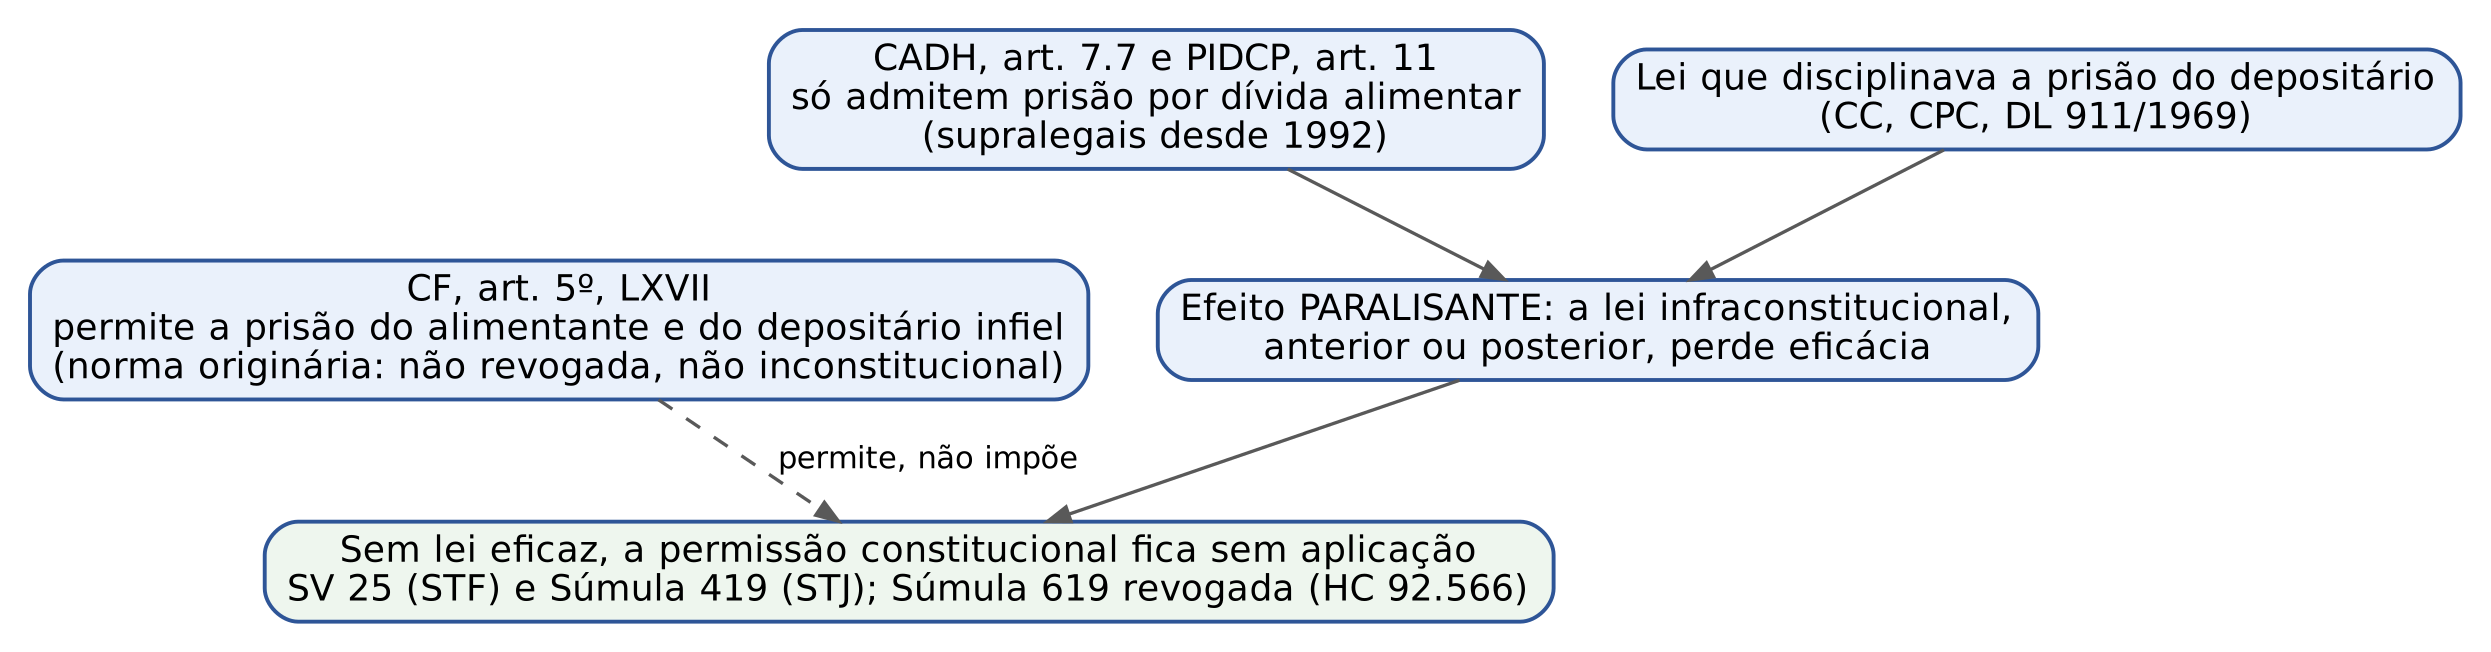 CADH, art. 7.7 e PIDCP, art. 11
só admitem prisão por dívida alimentar
(supralegais desde 1992)
Lei que disciplinava a prisão do depositário
(CC, CPC, DL 911/1969)
CF, art. 5º, LXVII
permite a prisão do alimentante e do depositário infiel
(norma originária: não revogada, não inconstitucional)
Efeito PARALISANTE: a lei infraconstitucional,
anterior ou posterior, perde eficácia
permite, não impõe
Sem lei eficaz, a permissão constitucional fica sem aplicação
SV 25 (STF) e Súmula 419 (STJ); Súmula 619 revogada (HC 92.566)